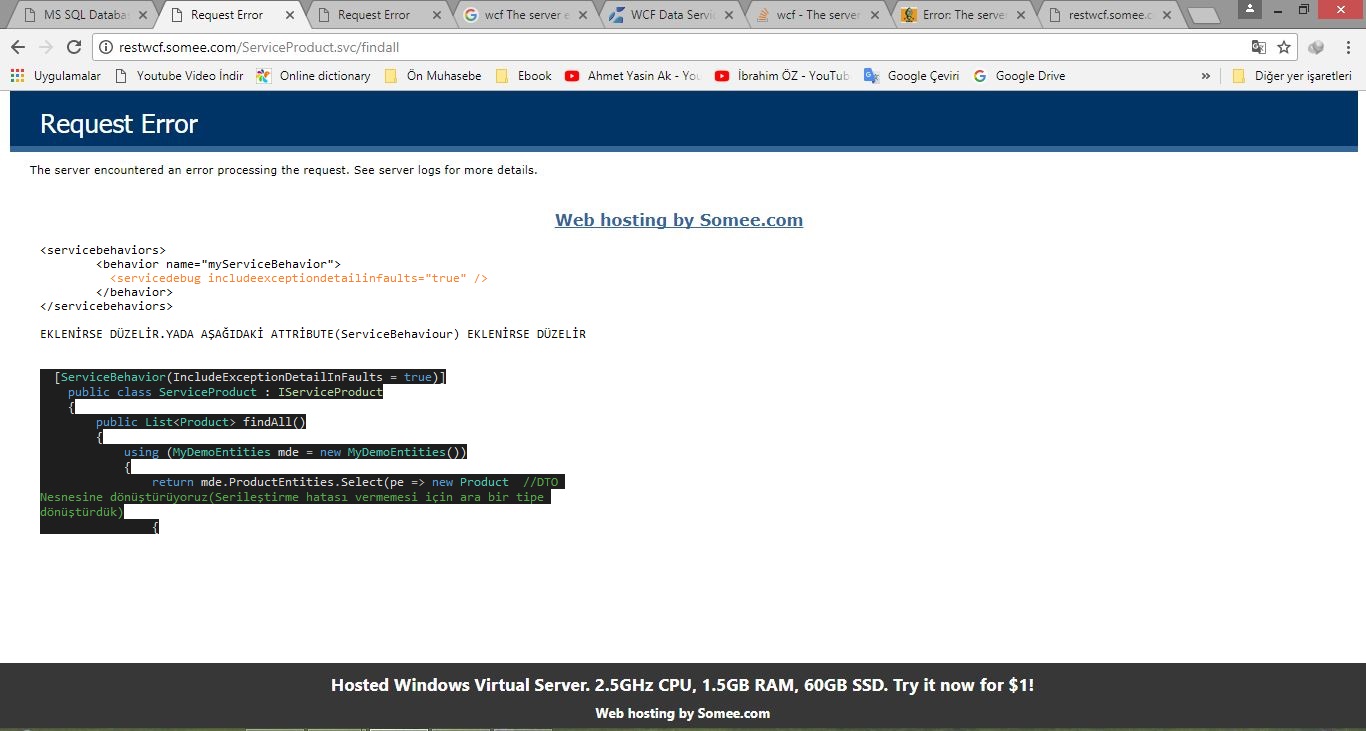 MS SQL Databas
Request Error
Request Error
wcf The server e
WCF Data Servic
wcf - The server
Error: The server
restwcf.somee.c
restwcf.somee.com/ServiceProduct.svc/findall
Uygulamalar
Youtube Video İndir
Online dictionary
Ön Muhasebe
Ebook
Ahmet Yasin Ak - You
İbrahim ÖZ - YouTub
Google Çeviri
Google Drive
»
Diğer yer işaretleri
Request Error
The server encountered an error processing the request. See server logs for more details.
Web hosting by Somee.com
<servicebehaviors>
<behavior name="myServiceBehavior">
<servicedebug includeexceptiondetailinfaults="true" />
</behavior>
</servicebehaviors>
EKLENİRSE DÜZELİR.YADA AŞAĞIDAKİ ATTRİBUTE(ServiceBehaviour) EKLENİRSE DÜZELİR
[ServiceBehavior(IncludeExceptionDetailInFaults = true)]
public class ServiceProduct : IServiceProduct
{
public List<Product> findAll()
{
using (MyDemoEntities mde = new MyDemoEntities())
{
return mde.ProductEntities.Select(pe => new Product //DTO
Nesnesine dönüştürüyoruz(Serileştirme hatası vermemesi için ara bir tipe
dönüştürdük)
{
Hosted Windows Virtual Server. 2.5GHz CPU, 1.5GB RAM, 60GB SSD. Try it now for $1!
Web hosting by Somee.com